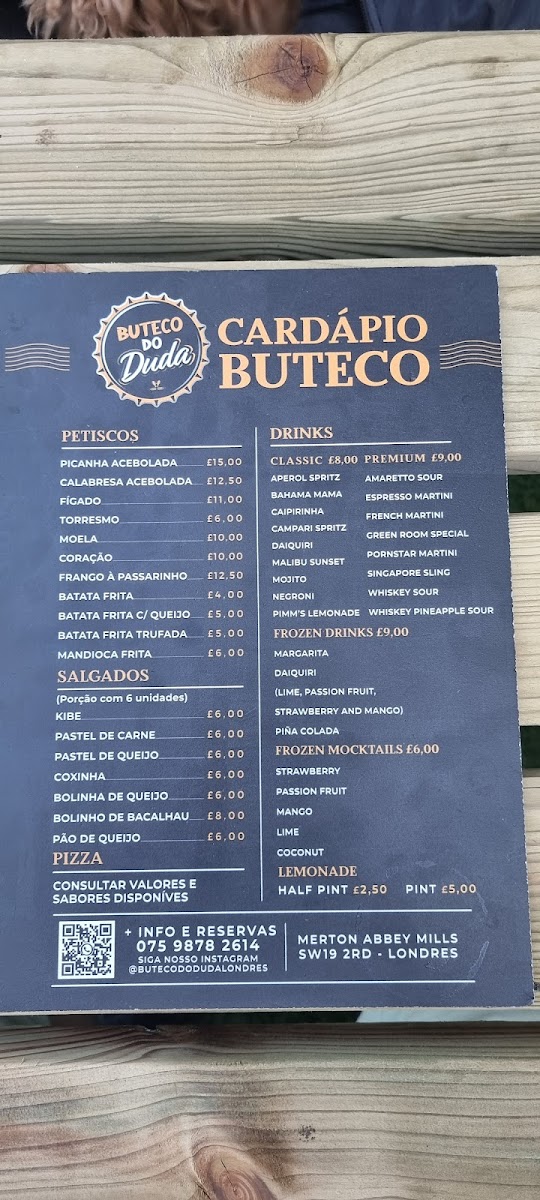 BUTECO
DO
Duda
CARDÁPIO
BUTECO
PETISCOS
PICANHA ACEBOLADA £15,00
CALABRESA ACEBOLADA £12,50
FÍGADO £11,00
TORRESMO £6,00
MOELA £10,00
CORAÇÃO £10,00
FRANGO À PASSARINHO £12,50
BATATA FRITA £4,00
BATATA FRITA C/ QUEIJO £5,00
BATATA FRITA TRUFADA £5,00
MANDIOCA FRITA £6,00
SALGADOS
(Porção com 6 unidades)
KIBE £6,00
PASTEL DE CARNE £6,00
PASTEL DE QUEIJO £6,00
COXINHA £6,00
BOLINHA DE QUEIJO £6,00
BOLINHO DE BACALHAU £8,00
PÃO DE QUEIJO £6,00
PIZZA
CONSULTAR VALORES E
SABORES DISPONÍVES
DRINKS
CLASSIC £8,00 PREMIUM £9,00
APEROL SPRITZ
BAHAMA MAMA
CAIPIRINHA
CAMPARI SPRITZ
DAIQUIRI
MALIBU SUNSET
MOJITO
NEGRONI
PIMM'S LEMONADE
AMARETTO SOUR
ESPRESSO MARTINI
FRENCH MARTINI
GREEN ROOM SPECIAL
PORNSTAR MARTINI
SINGAPORE SLING
WHISKEY SOUR
WHISKEY PINEAPPLE SOUR
FROZEN DRINKS £9,00
MARGARITA
DAIQUIRI
(LIME, PASSION FRUIT,
STRAWBERRY AND MANGO)
PIÑA COLADA
FROZEN MOCKTAILS £6,00
STRAWBERRY
PASSION FRUIT
MANGO
LIME
COCONUT
LEMONADE
HALF PINT £2,50 PINT £5,00
+ INFO E RESERVAS
075 9878 2614
SIGA NOSSO INSTAGRAM
@BUTECODODUDALONDRES
MERTON ABBEY MILLS
SW19 2RD - LONDRES